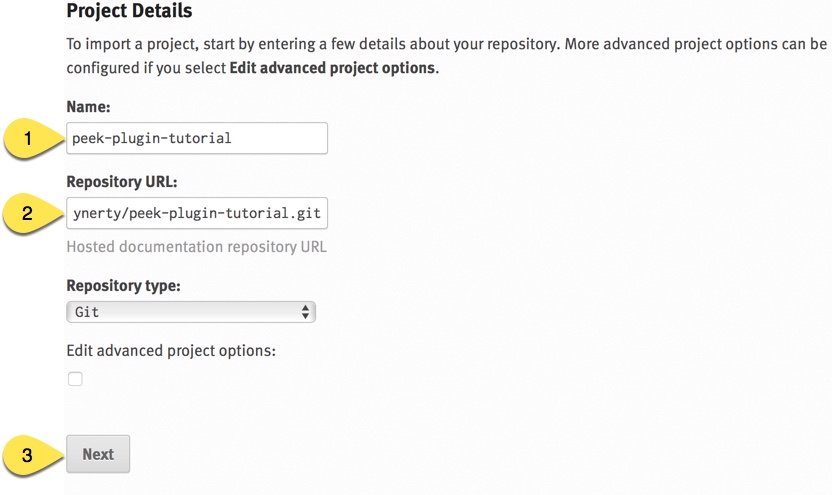 Project Details
To import a project, start by entering a few details about your repository. More advanced project options can be
configured if you select Edit advanced project options.
Name:
1
peek-plugin-tutorial
Repository URL:
2
ynerty/peek-plugin-tutorial.git
Hosted documentation repository URL
Repository type:
Git
Edit advanced project options:
3
Next